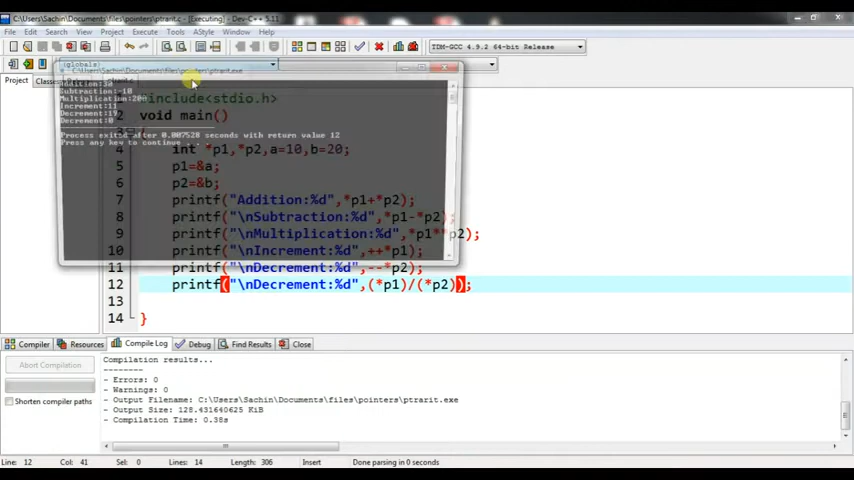 C:\Users\Sachin\Documents\files\pointers\ptrarit.c - [Executing] - Dev-C++ 5.11
File Edit Search View Project Execute Tools AStyle Window Help
TDM-GCC 4.9.2 64-bit Release
(globals)
C:\Users\Sachin\Documents\files\pointers\ptrarit.exe
Project Classes
Addition:30
Subtraction:-10
Multiplication:200
Increment:11
Decrement:19
Decrement:0
Process exited after 0.007528 seconds with return value 12
Press any key to continue . . .
#include<stdio.h>
2 void main()
4 int *p1,*p2,a=10,b=20;
5 p1=&a;
6 p2=&b;
7 printf("Addition:%d",*p1+*p2);
8 printf("\nSubtraction:%d",*p1-*p2);
9 printf("\nMultiplication:%d",*p1**p2);
10 printf("\nIncrement:%d",++*p1);
11 printf("\nDecrement:%d",--*p2);
12 printf("\nDecrement:%d",(*p1)/(*p2));
13
14 }
Compiler Resources Compile Log Debug Find Results Close
Abort Compilation
Shorten compiler paths
Compilation results...
--------
- Errors: 0
- Warnings: 0
- Output Filename: C:\Users\Sachin\Documents\files\pointers\ptrarit.exe
- Output Size: 128.431640625 KiB
- Compilation Time: 0.38s
Line: 12 Col: 41 Sel: 0 Lines: 14 Length: 306 Insert Done parsing in 0 seconds